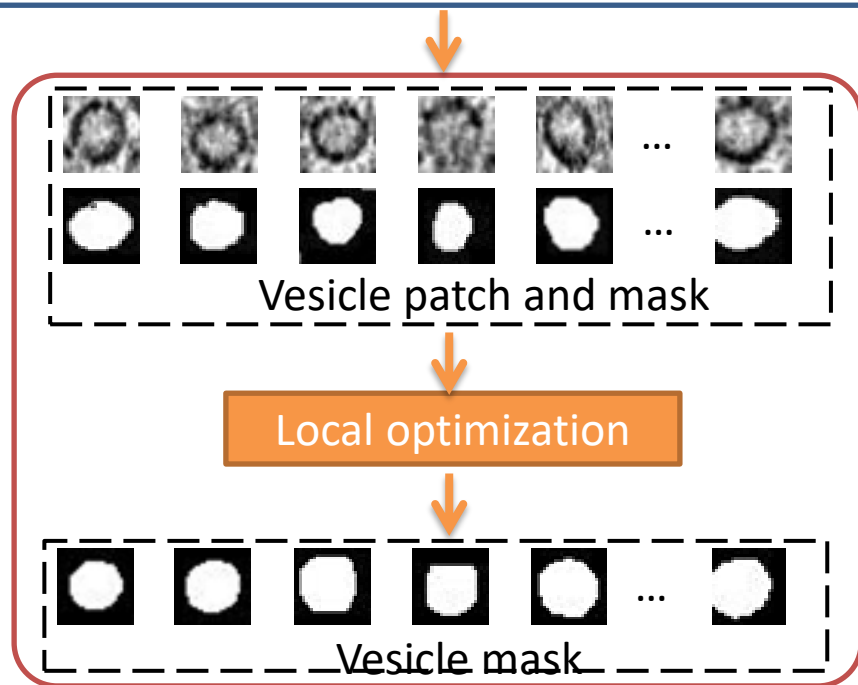 ...
...
Vesicle patch and mask
Local optimization
...
Vesicle mask